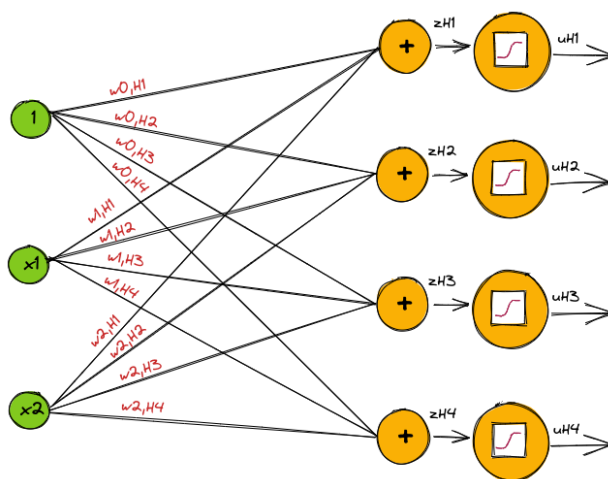 zH1
uH1
+
w0,H1
1
w0,H2
w0,H3
w0,H4
zH2
uH2
+
w1,H1
w1,H2
x1
w1,H3
w1,H4
zH3
uH3
+
w2,H1
w2,H2
w2,H3
x2
w2,H4
zH4
uH4
+